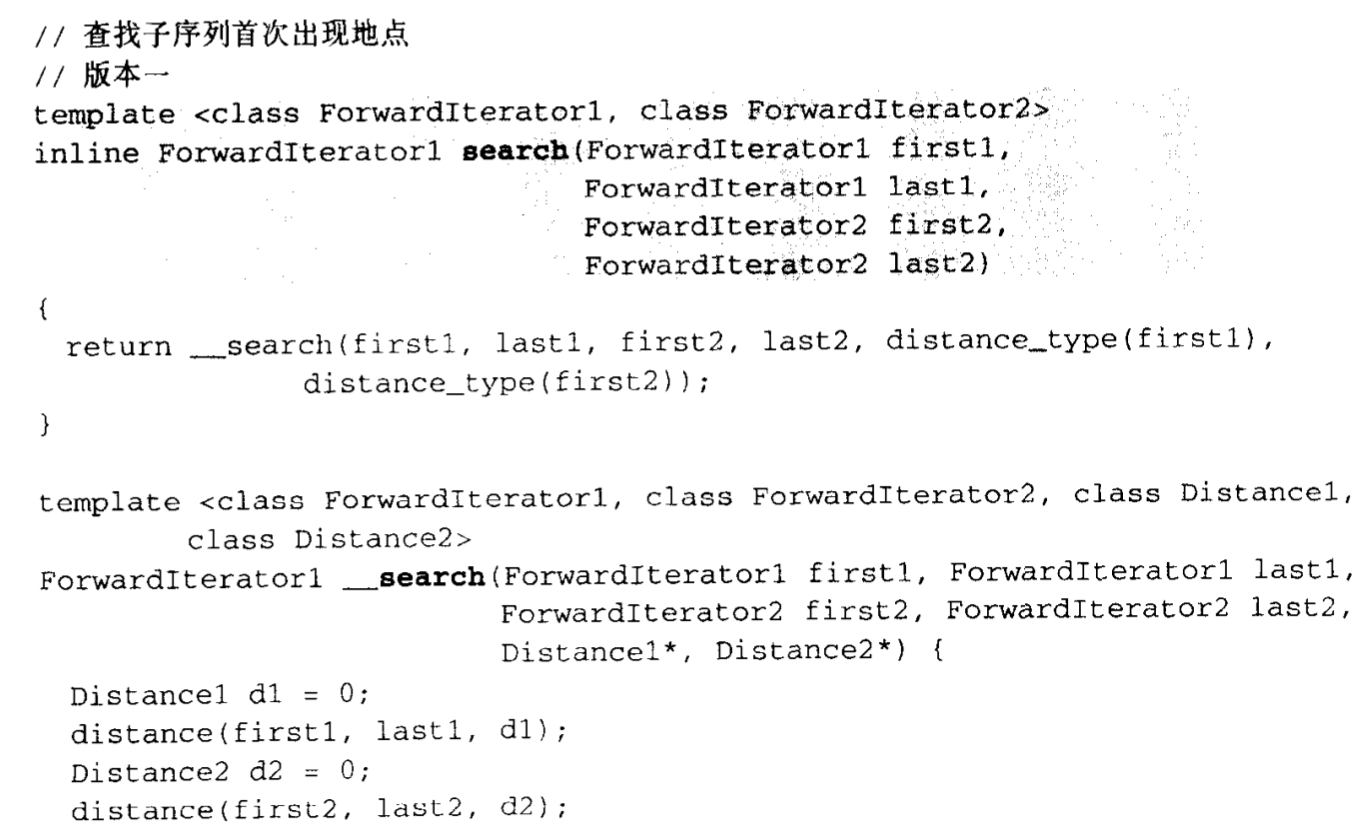 // 查找子序列首次出现地点
// 版本一
template <class ForwardIterator1, class ForwardIterator2>
inline ForwardIterator1 search(ForwardIterator1 first1,
                               ForwardIterator1 last1,
                               ForwardIterator2 first2,
                               ForwardIterator2 last2)
{
  return __search(first1, last1, first2, last2, distance_type(first1),
                distance_type(first2));
}
template <class ForwardIterator1, class ForwardIterator2, class Distance1,
          class Distance2>
ForwardIterator1 __search(ForwardIterator1 first1, ForwardIterator1 last1,
                          ForwardIterator2 first2, ForwardIterator2 last2,
                          Distance1*, Distance2*) {
  Distance1 d1 = 0;
  distance(first1, last1, d1);
  Distance2 d2 = 0;
  distance(first2, last2, d2);